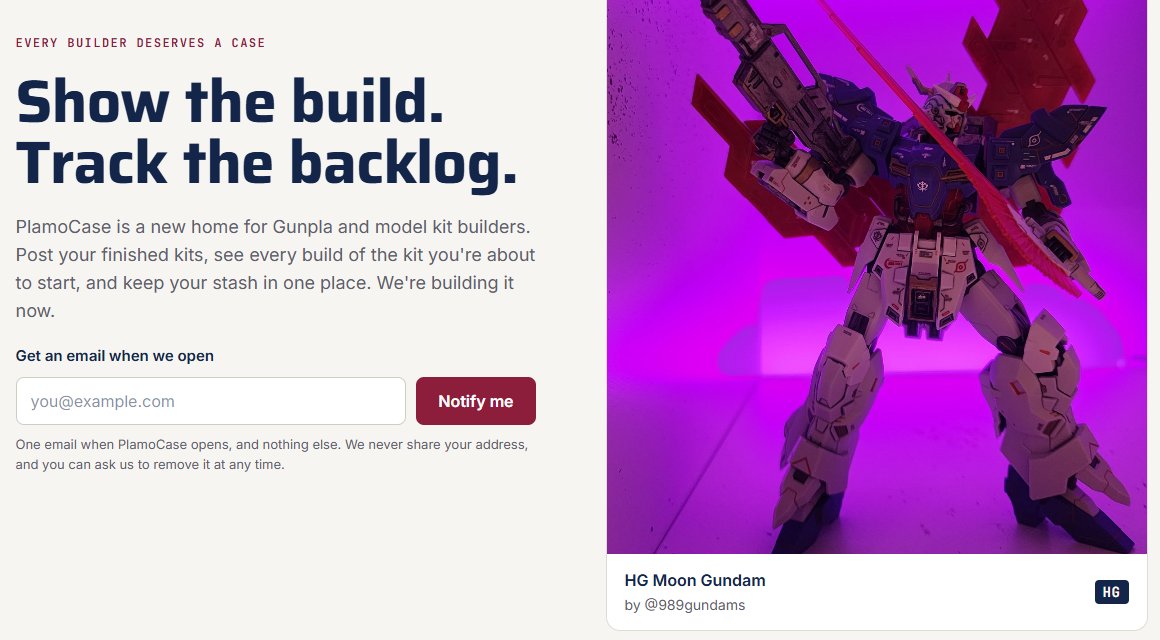 EVERY BUILDER DESERVES A CASE
Show the build.
Track the backlog.
PlamoCase is a new home for Gunpla and model kit builders.
Post your finished kits, see every build of the kit you're about
to start, and keep your stash in one place. We're building it
now.
Get an email when we open
you@example.com
Notify me
One email when PlamoCase opens, and nothing else. We never share your address,
and you can ask us to remove it at any time.
HG Moon Gundam
by @989gundams
HG